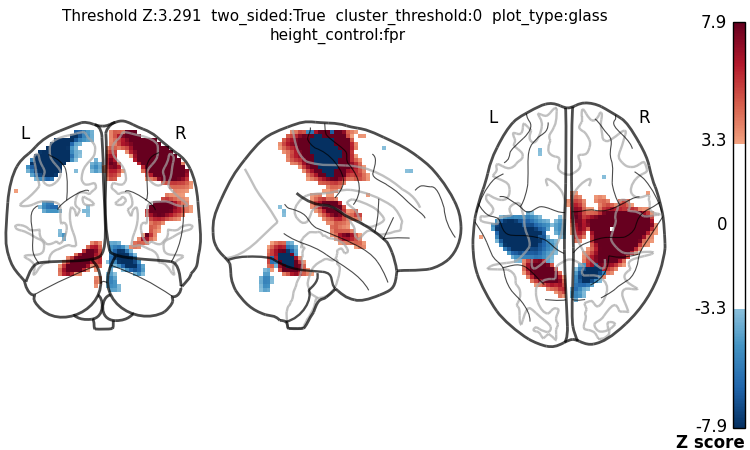 Threshold Z:3.291  two_sided:True  cluster_threshold:0  plot_type:glass
height_control:fpr
7.9
L
R
L
R
3.3
0
-3.3
-7.9
Z score